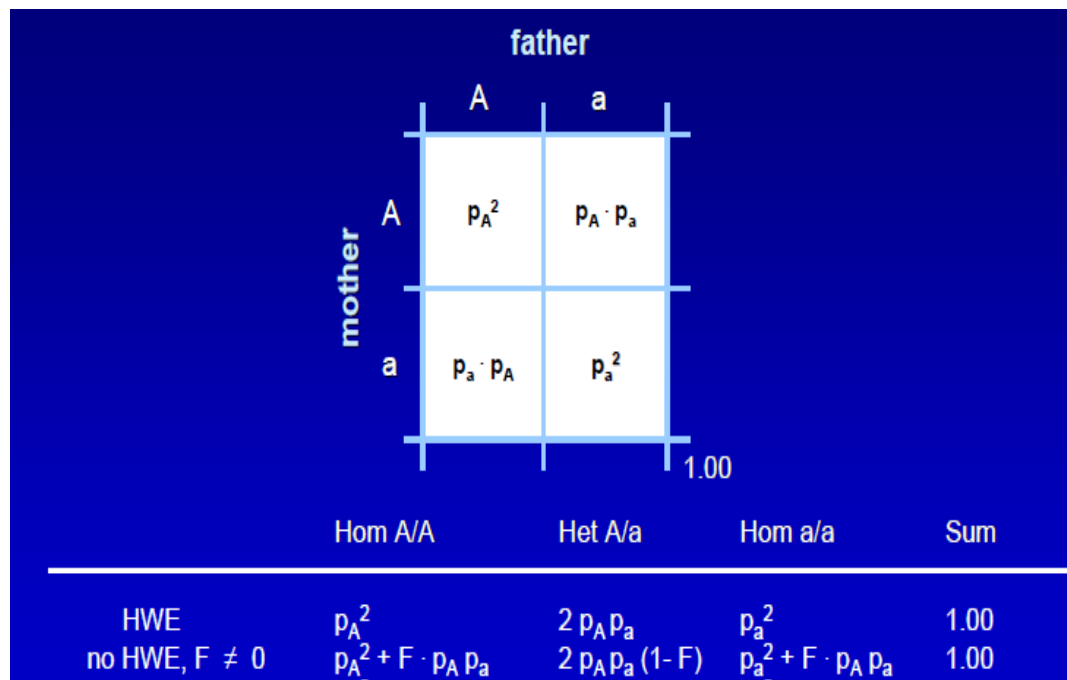 father
A a
A pA² pA · pa
mother
a pa · pA pa²
1.00
Hom A/A Het A/a Hom a/a Sum
HWE pA² 2 pA pa pa² 1.00
no HWE, F ≠ 0 pA² + F · pA pa 2 pA pa (1- F) pa² + F · pA pa 1.00